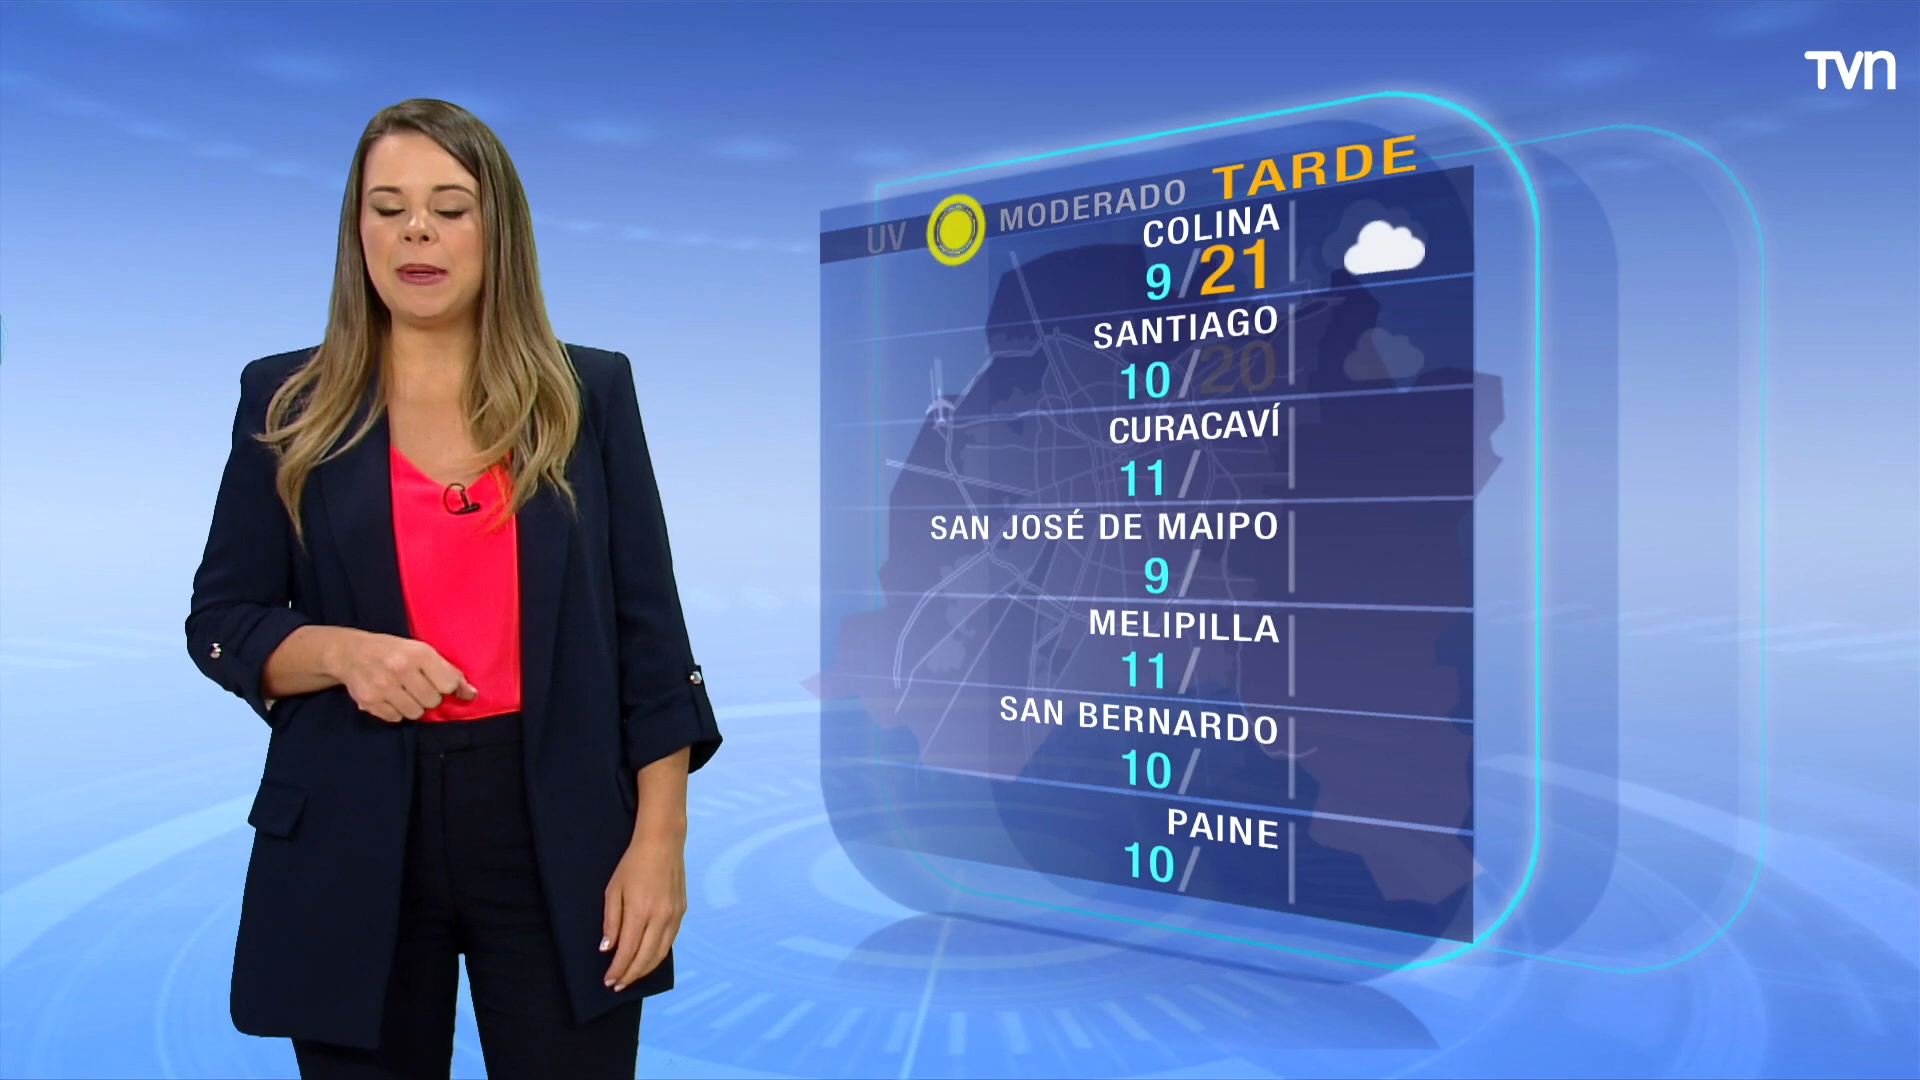 TVN
TARDE
UV MODERADO
COLINA
9/21
SANTIAGO
10/20
CURACAVÍ
11/
SAN JOSÉ DE MAIPO
9/
MELIPILLA
11/
SAN BERNARDO
10/
PAINE
10/